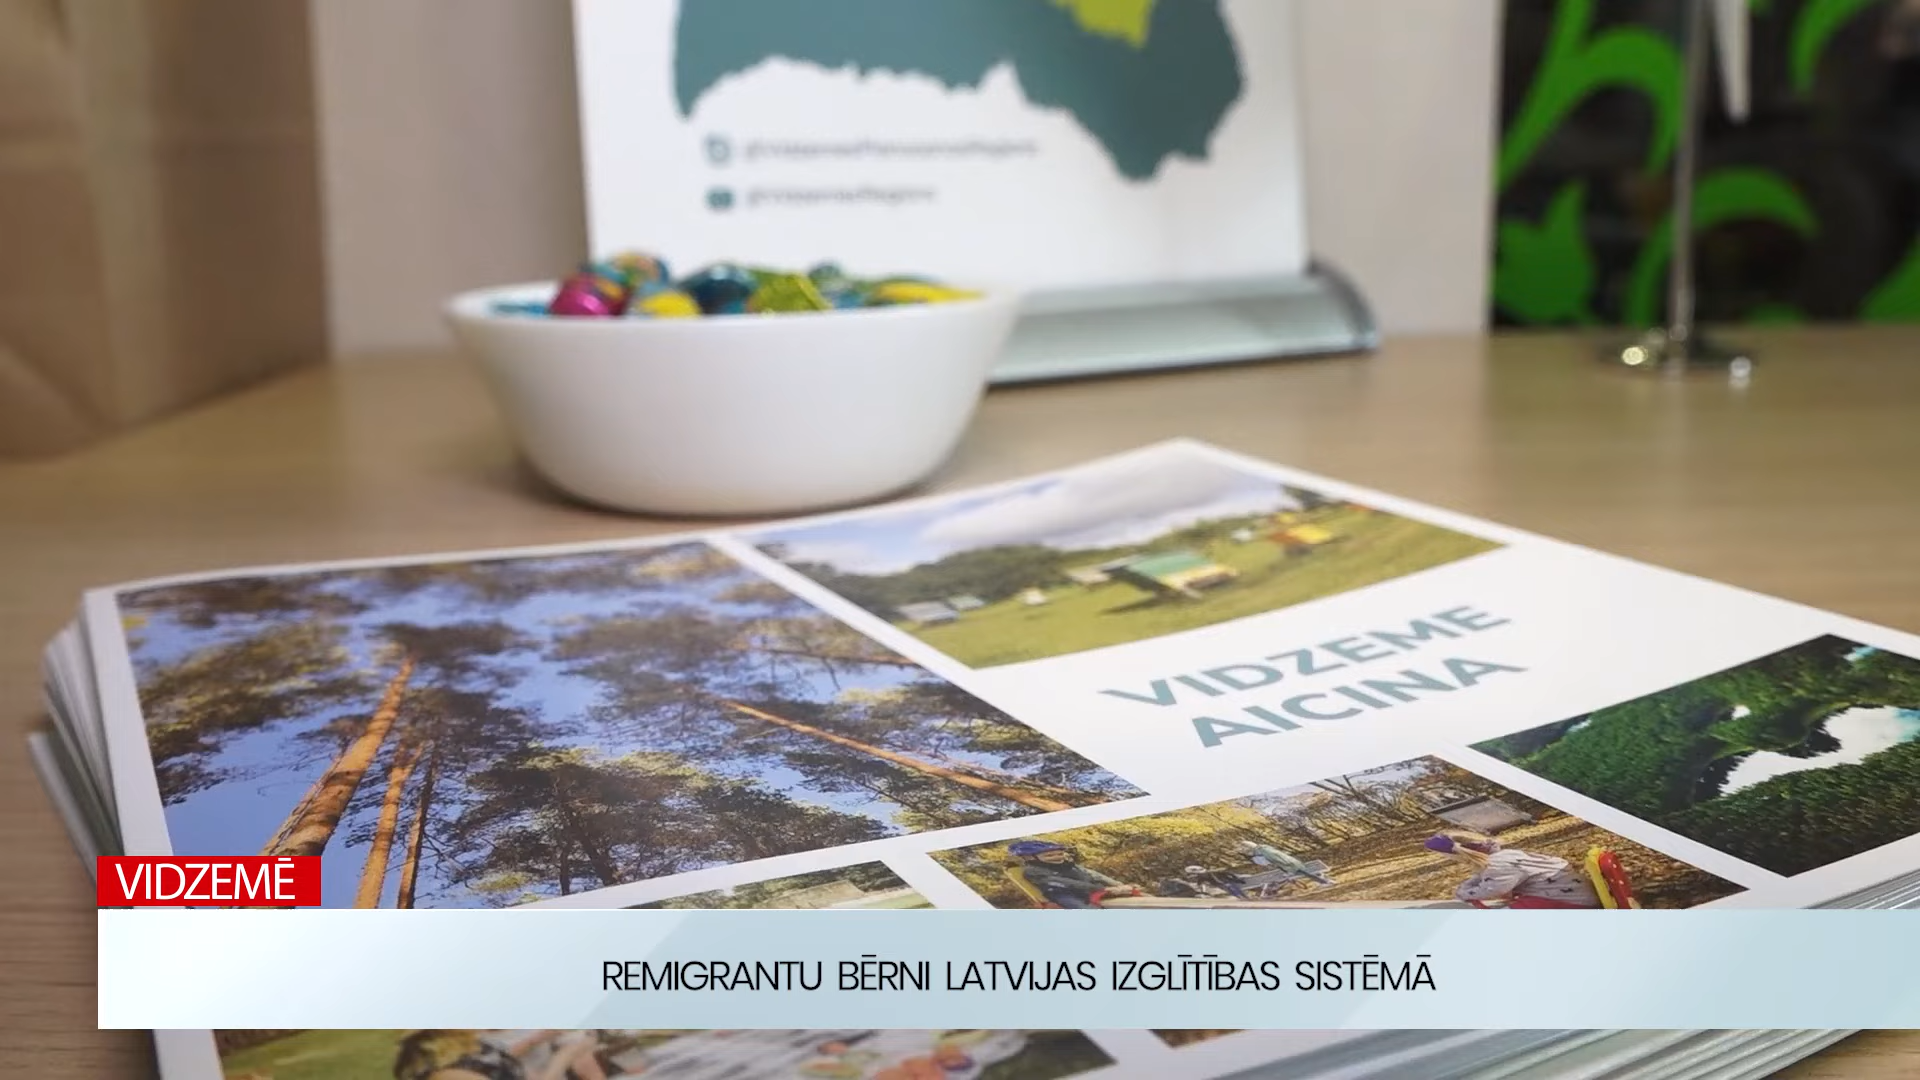 VIDZEME
AICINA
VIDZEMĒ
REMIGRANTU BĒRNI LATVIJAS IZGLĪTĪBAS SISTĒMĀ